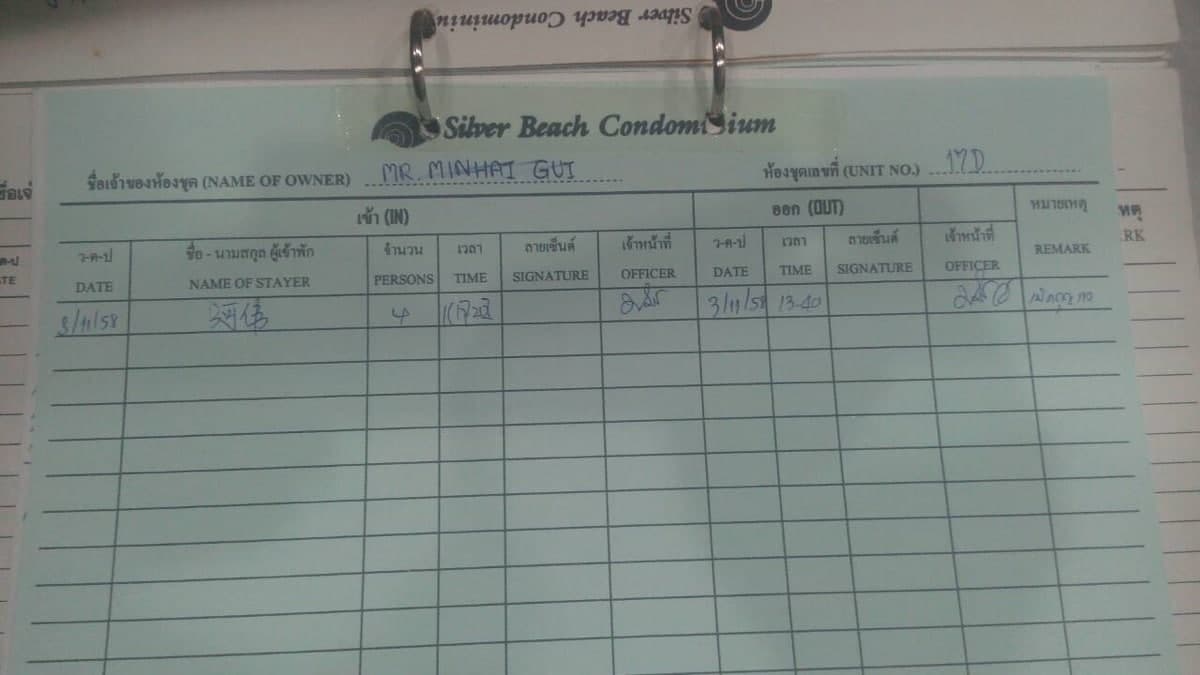 Silver Beach Condominiu
Silver Beach Condominium
ชื่อเจ้าของห้องชุด (NAME OF OWNER) MR. MINHAI GUI ห้องชุดเลขที่ (UNIT NO.) 17D
เข้า (IN) ออก (OUT) หมายเหตุ
ว-ด-ป ชื่อ - นามสกุล ผู้เข้าพัก จำนวน เวลา ลายเซ็นต์ เจ้าหน้าที่ ว-ด-ป เวลา ลายเซ็นต์ เจ้าหน้าที่
DATE NAME OF STAYER PERSONS TIME SIGNATURE OFFICER DATE TIME SIGNATURE OFFICER REMARK
3/11/58 4 3/11/58 13.40